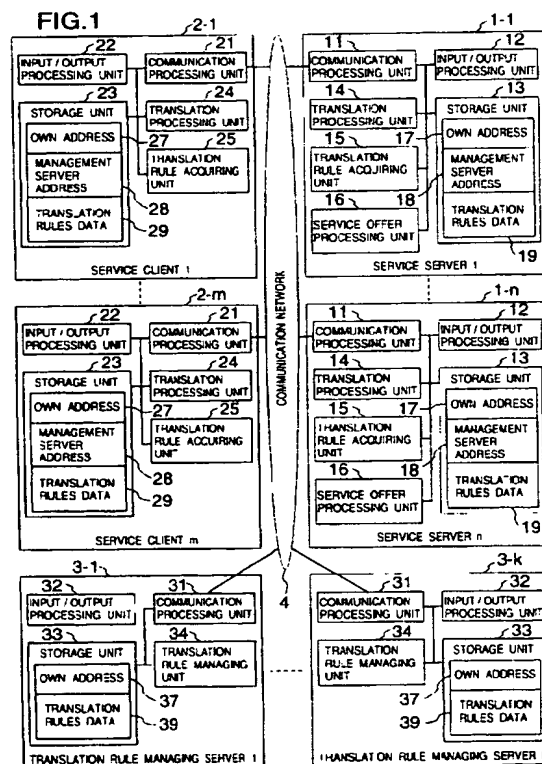 FIG.1
2-1
22
21
INPUT / OUTPUT
PROCESSING UNIT
COMMUNICATION
PROCESSING UNIT
23
24
STORAGE UNIT
TRANSLATION
PROCESSING UNIT
OWN ADDRESS
27
25
MANAGEMENT
SERVER
ADDRESS
TRANSLATION
RULE ACQUIRING
UNIT
28
TRANSLATION
RULES DATA
29
SERVICE CLIENT 1
1-1
11
12
COMMUNICATION
PROCESSING UNIT
INPUT / OUTPUT
PROCESSING UNIT
14
13
TRANSLATION
PROCESSING UNIT
STORAGE UNIT
15
17
OWN ADDRESS
TRANSLATION
RULE ACQUIRING
UNIT
MANAGEMENT
SERVER
ADDRESS
16
18
SERVICE OFFER
PROCESSING UNIT
TRANSLATION
RULES DATA
19
SERVICE SERVER 1
2-m
22
21
INPUT / OUTPUT
PROCESSING UNIT
COMMUNICATION
PROCESSING UNIT
23
24
STORAGE UNIT
TRANSLATION
PROCESSING UNIT
OWN ADDRESS
27
25
MANAGEMENT
SERVER
ADDRESS
TRANSLATION
RULE ACQUIRING
UNIT
28
TRANSLATION
RULES DATA
29
SERVICE CLIENT m
COMMUNICATION NETWORK
4
1-n
11
12
COMMUNICATION
PROCESSING UNIT
INPUT / OUTPUT
PROCESSING UNIT
14
13
TRANSLATION
PROCESSING UNIT
STORAGE UNIT
15
17
OWN ADDRESS
TRANSLATION
RULE ACQUIRING
UNIT
MANAGEMENT
SERVER
ADDRESS
16
18
SERVICE OFFER
PROCESSING UNIT
TRANSLATION
RULES DATA
19
SERVICE SERVER n
3-1
32
31
INPUT / OUTPUT
PROCESSING UNIT
COMMUNICATION
PROCESSING UNIT
33
34
STORAGE UNIT
TRANSLATION
RULE MANAGING
UNIT
OWN ADDRESS
37
TRANSLATION
RULES DATA
39
TRANSLATION RULE MANAGING SERVER 1
3-k
31
32
COMMUNICATION
PROCESSING UNIT
INPUT / OUTPUT
PROCESSING UNIT
34
33
TRANSLATION
RULE MANAGING
UNIT
STORAGE UNIT
OWN ADDRESS
37
TRANSLATION
RULES DATA
39
TRANSLATION RULE MANAGING SERVER